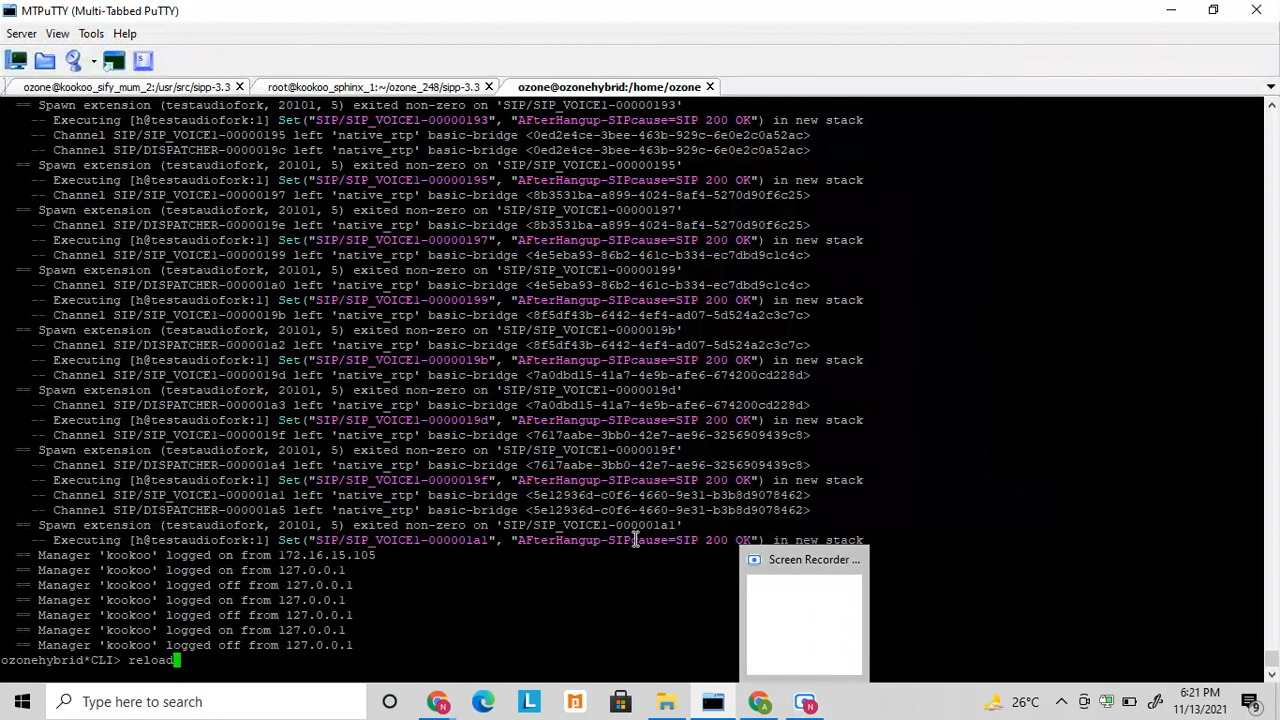 MTPuTTY (Multi-Tabbed PuTTY)
Server View Tools Help
ozone@kookoo_sify_mum_2:/usr/src/sipp-3.3 root@kookoo_sphinx_1:~/ozone_248/sipp-3.3 ozone@ozonehybrid:/home/ozone
== Spawn extension (testaudiofork, 20101, 5) exited non-zero on 'SIP/SIP_VOICE1-00000193'
-- Executing [h@testaudiofork:1] Set("SIP/SIP_VOICE1-00000193", "AFterHangup-SIPcause=SIP 200 OK") in new stack
-- Channel SIP/SIP_VOICE1-00000195 left 'native_rtp' basic-bridge <0ed2e4ce-3bee-463b-929c-6e0e2c0a52ac>
-- Channel SIP/DISPATCHER-0000019c left 'native_rtp' basic-bridge <0ed2e4ce-3bee-463b-929c-6e0e2c0a52ac>
== Spawn extension (testaudiofork, 20101, 5) exited non-zero on 'SIP/SIP_VOICE1-00000195'
-- Executing [h@testaudiofork:1] Set("SIP/SIP_VOICE1-00000195", "AFterHangup-SIPcause=SIP 200 OK") in new stack
-- Channel SIP/SIP_VOICE1-00000197 left 'native_rtp' basic-bridge <8b3531ba-a899-4024-8af4-5270d90f6c25>
== Spawn extension (testaudiofork, 20101, 5) exited non-zero on 'SIP/SIP_VOICE1-00000197'
-- Channel SIP/DISPATCHER-0000019e left 'native_rtp' basic-bridge <8b3531ba-a899-4024-8af4-5270d90f6c25>
-- Executing [h@testaudiofork:1] Set("SIP/SIP_VOICE1-00000197", "AFterHangup-SIPcause=SIP 200 OK") in new stack
-- Channel SIP/SIP_VOICE1-00000199 left 'native_rtp' basic-bridge <4e5eba93-86b2-461c-b334-ec7dbd9c1c4c>
== Spawn extension (testaudiofork, 20101, 5) exited non-zero on 'SIP/SIP_VOICE1-00000199'
-- Channel SIP/DISPATCHER-000001a0 left 'native_rtp' basic-bridge <4e5eba93-86b2-461c-b334-ec7dbd9c1c4c>
-- Executing [h@testaudiofork:1] Set("SIP/SIP_VOICE1-00000199", "AFterHangup-SIPcause=SIP 200 OK") in new stack
-- Channel SIP/SIP_VOICE1-0000019b left 'native_rtp' basic-bridge <8f5df43b-6442-4ef4-ad07-5d524a2c3c7c>
== Spawn extension (testaudiofork, 20101, 5) exited non-zero on 'SIP/SIP_VOICE1-0000019b'
-- Channel SIP/DISPATCHER-000001a2 left 'native_rtp' basic-bridge <8f5df43b-6442-4ef4-ad07-5d524a2c3c7c>
-- Executing [h@testaudiofork:1] Set("SIP/SIP_VOICE1-0000019b", "AFterHangup-SIPcause=SIP 200 OK") in new stack
-- Channel SIP/SIP_VOICE1-0000019d left 'native_rtp' basic-bridge <7a0dbd15-41a7-4e9b-afe6-674200cd228d>
== Spawn extension (testaudiofork, 20101, 5) exited non-zero on 'SIP/SIP_VOICE1-0000019d'
-- Channel SIP/DISPATCHER-000001a3 left 'native_rtp' basic-bridge <7a0dbd15-41a7-4e9b-afe6-674200cd228d>
-- Executing [h@testaudiofork:1] Set("SIP/SIP_VOICE1-0000019d", "AFterHangup-SIPcause=SIP 200 OK") in new stack
-- Channel SIP/SIP_VOICE1-0000019f left 'native_rtp' basic-bridge <7617aabe-3bb0-42e7-ae96-3256909439c8>
== Spawn extension (testaudiofork, 20101, 5) exited non-zero on 'SIP/SIP_VOICE1-0000019f'
-- Channel SIP/DISPATCHER-000001a4 left 'native_rtp' basic-bridge <7617aabe-3bb0-42e7-ae96-3256909439c8>
-- Executing [h@testaudiofork:1] Set("SIP/SIP_VOICE1-0000019f", "AFterHangup-SIPcause=SIP 200 OK") in new stack
-- Channel SIP/SIP_VOICE1-000001a1 left 'native_rtp' basic-bridge <5e12936d-c0f6-4660-9e31-b3b8d9078462>
-- Channel SIP/DISPATCHER-000001a5 left 'native_rtp' basic-bridge <5e12936d-c0f6-4660-9e31-b3b8d9078462>
== Spawn extension (testaudiofork, 20101, 5) exited non-zero on 'SIP/SIP_VOICE1-000001a1'
-- Executing [h@testaudiofork:1] Set("SIP/SIP_VOICE1-000001a1", "AFterHangup-SIPcause=SIP 200 OK") in new stack
== Manager 'kookoo' logged on from 172.16.15.105
== Manager 'kookoo' logged on from 127.0.0.1
== Manager 'kookoo' logged off from 127.0.0.1
== Manager 'kookoo' logged on from 127.0.0.1
== Manager 'kookoo' logged off from 127.0.0.1
== Manager 'kookoo' logged on from 127.0.0.1
== Manager 'kookoo' logged off from 127.0.0.1
ozonehybrid*CLI> reload
Screen Recorder ...
Type here to search
26°C
6:21 PM
11/13/2021
9